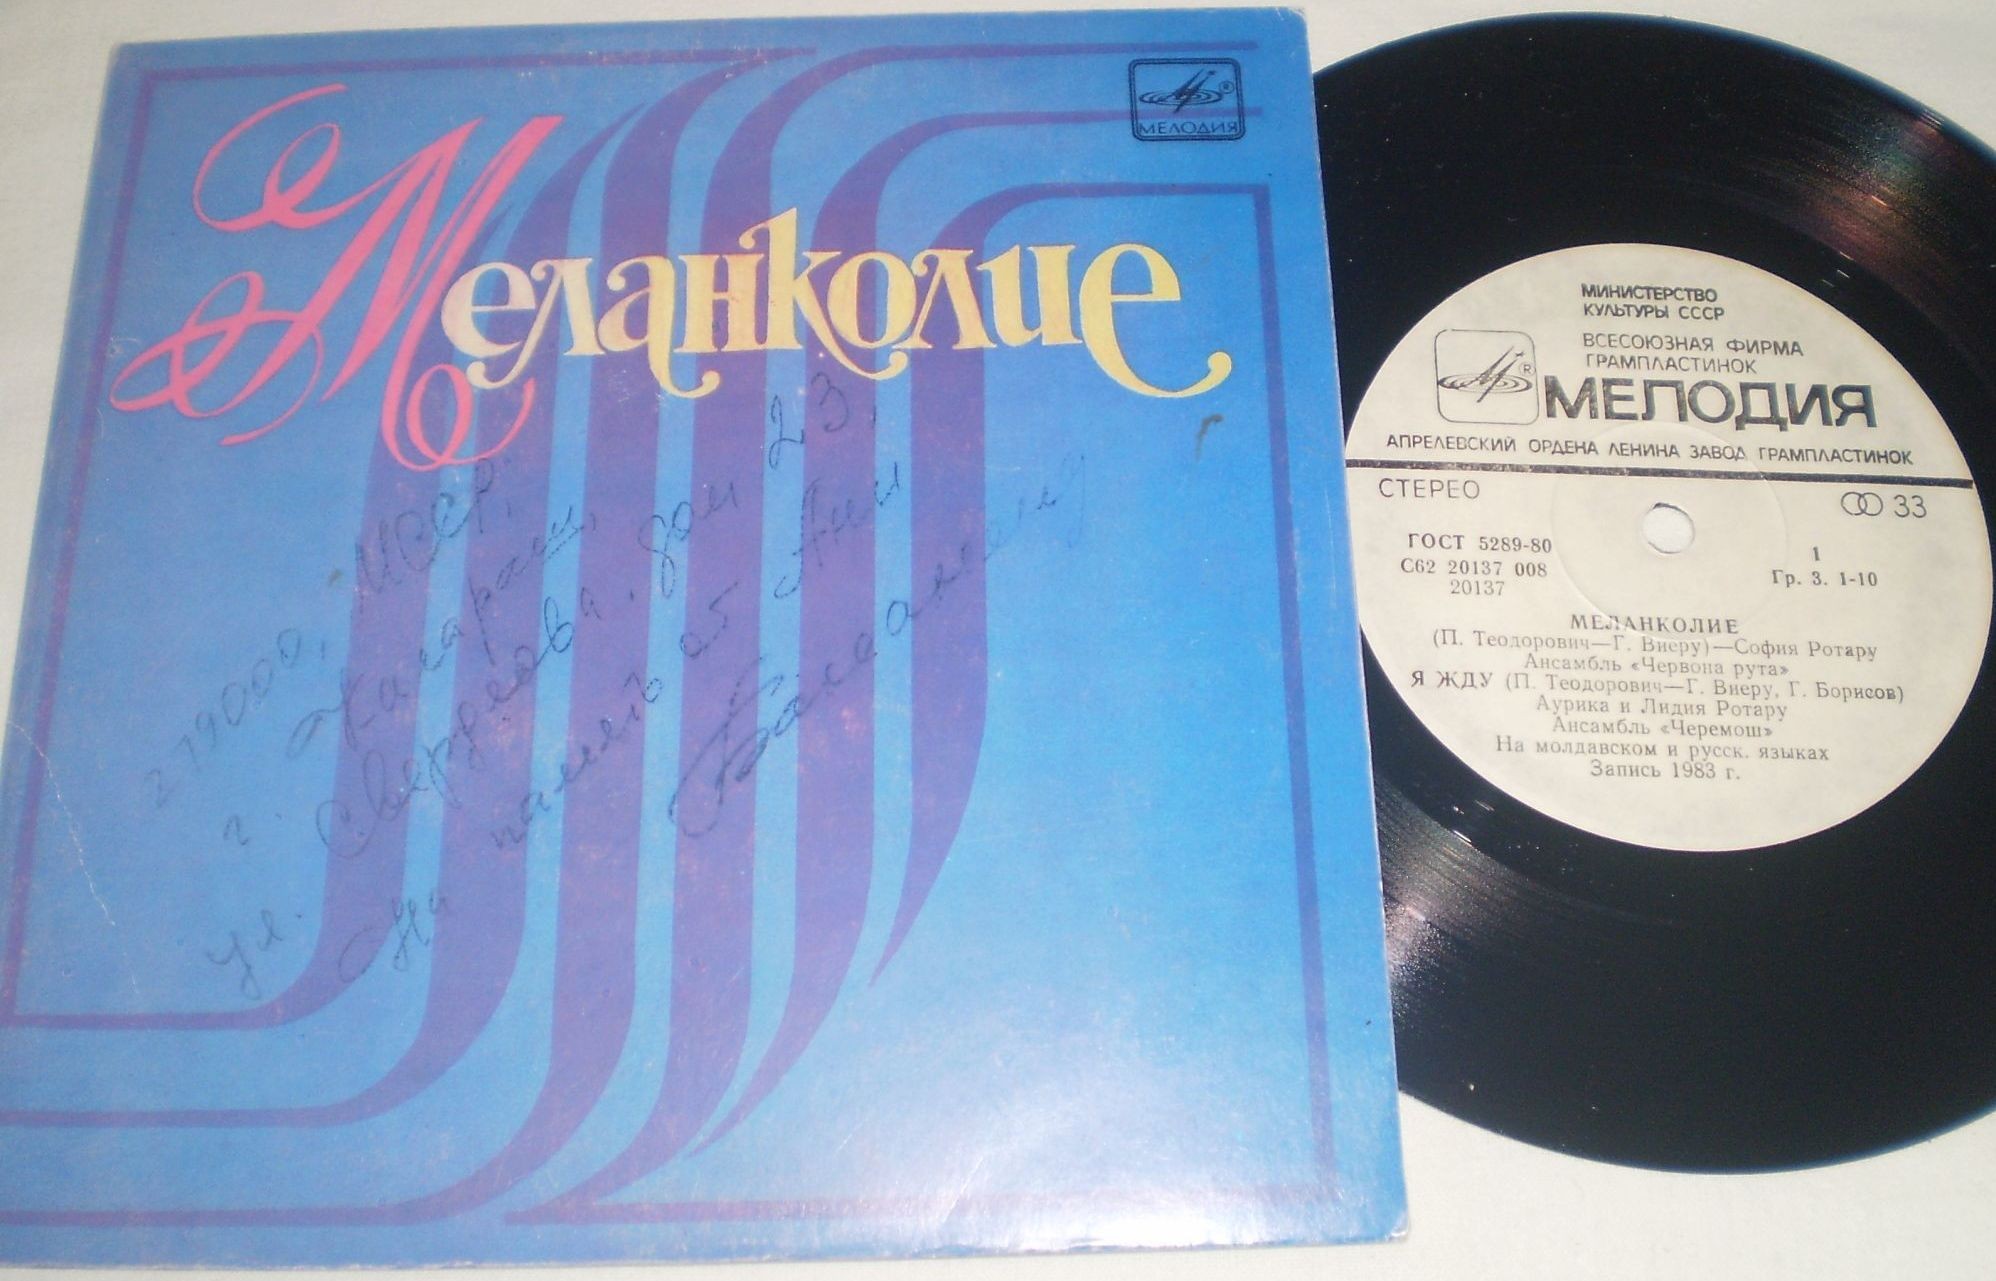 Меланколие
МЕЛОДИЯ
279000, МССР,
г.
ул. Свердлова, дом 23,
На память от Ани
МИНИСТЕРСТВО
КУЛЬТУРЫ СССР
ВСЕСОЮЗНАЯ ФИРМА
ГРАМПЛАСТИНОК
МЕЛОДИЯ
АПРЕЛЕВСКИЙ ОРДЕНА ЛЕНИНА ЗАВОД ГРАМПЛАСТИНОК
СТЕРЕО 33
ГОСТ 5289-80
С62 20137 008
20137
1
Гр. 3. 1-10
МЕЛАНКОЛИЕ
(П. Теодорович—Г. Виеру)—София Ротару
Ансамбль «Червона рута»
Я ЖДУ (П. Теодорович—Г. Виеру, Г. Борисов)
Аурика и Лидия Ротару
Ансамбль «Черемош»
На молдавском и русск. языках
Запись 1983 г.